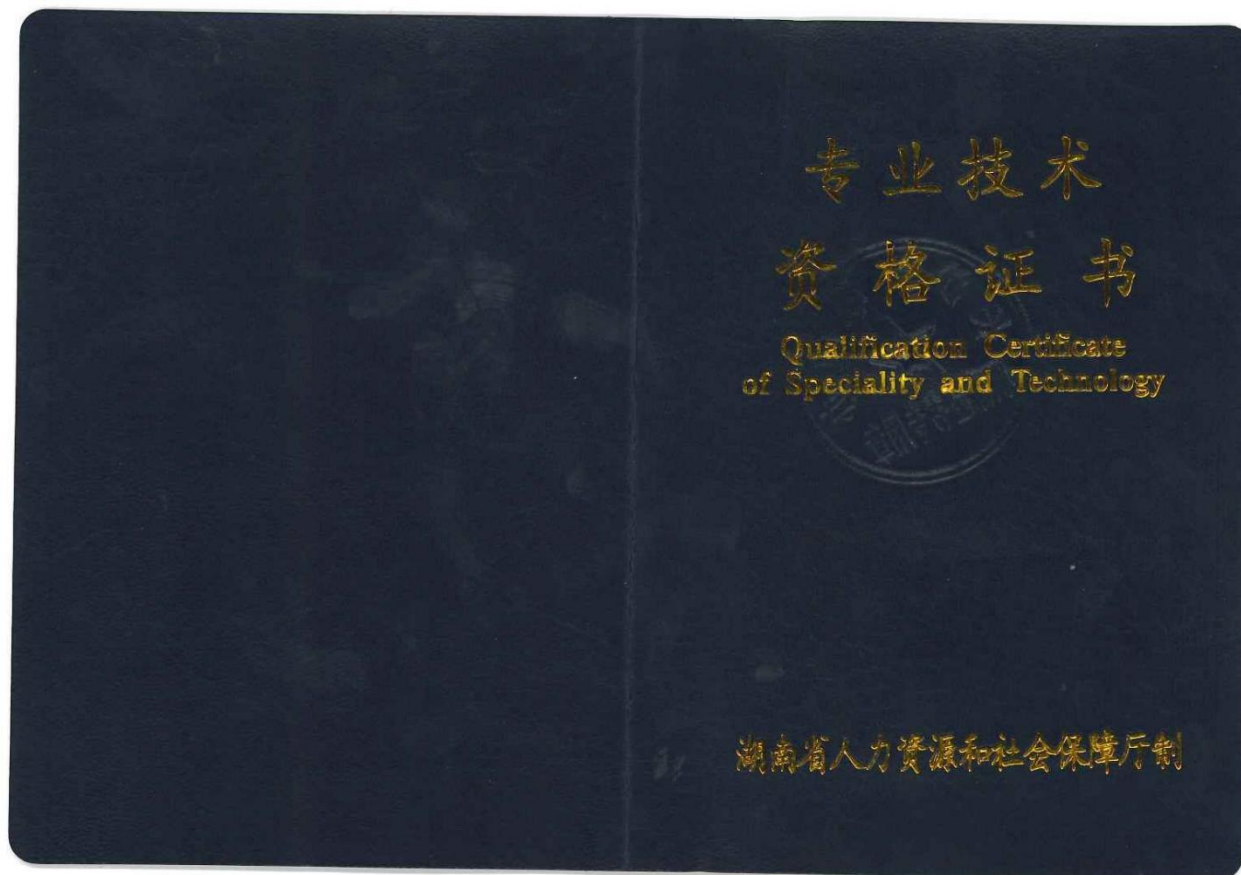 专业技术
资格证书
Qualification Certificate
of Speciality and Technology
湖南省人力资源和社会保障厅制